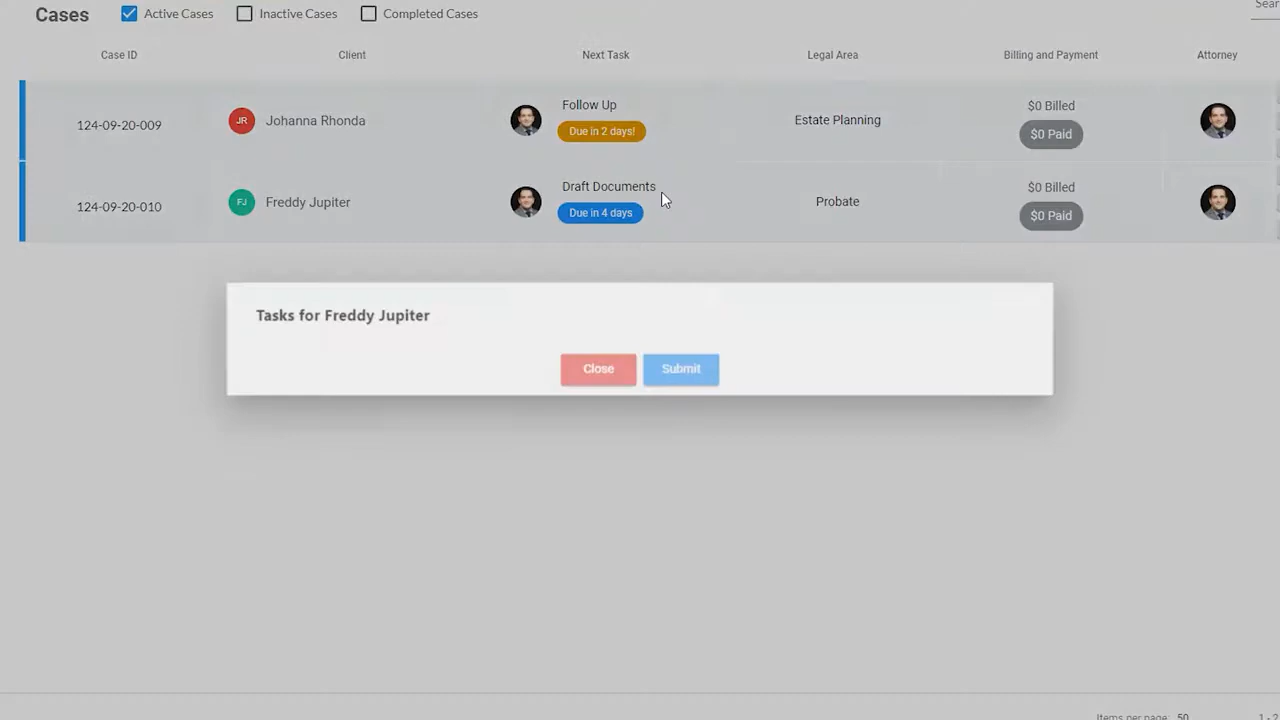 Cases Active Cases Inactive Cases Completed Cases
Case ID Client Next Task Legal Area Billing and Payment Attorney
124-09-20-009 JR Johanna Rhonda Follow Up Due in 2 days! Estate Planning $0 Billed $0 Paid
124-09-20-010 FJ Freddy Jupiter Draft Documents Due in 4 days Probate $0 Billed $0 Paid
Tasks for Freddy Jupiter
Close Submit
Items per page: 50 1 - 2